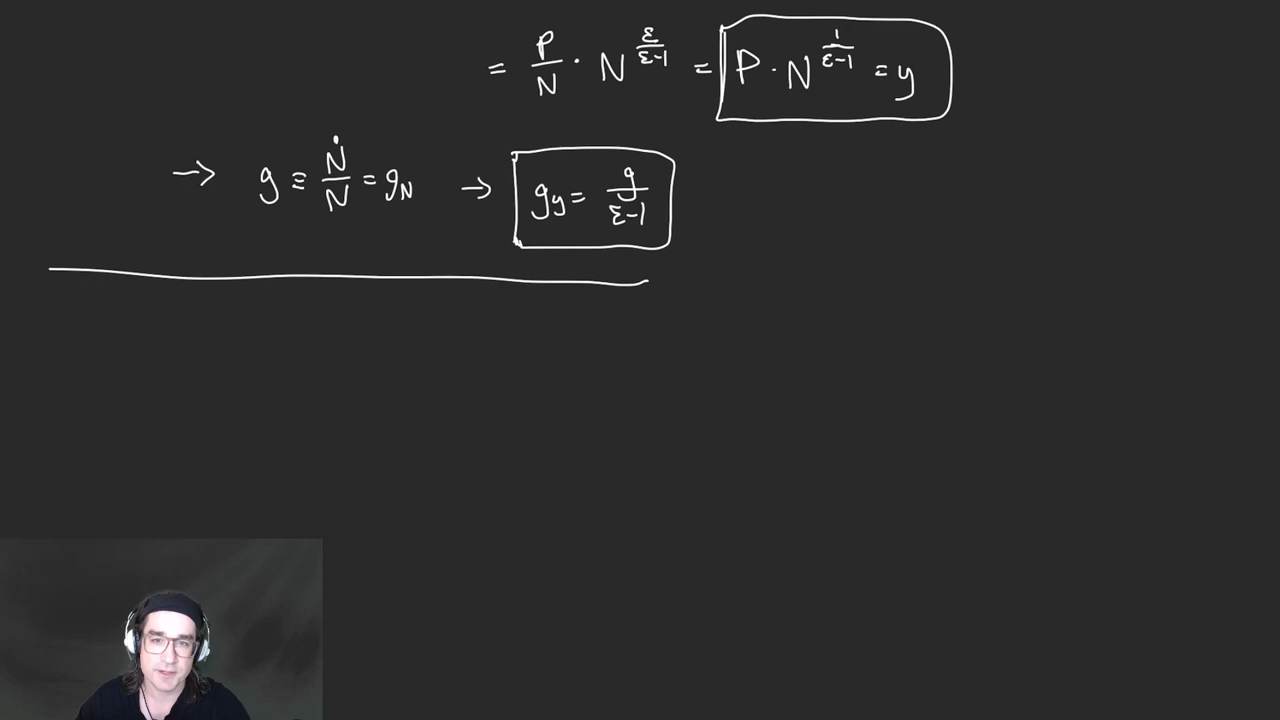 = P/N · N^(ε/(ε-1)) = P · N^(1/(ε-1)) = y
→ g ≡ Ṅ/N = g_N → g_y = g/(ε-1)